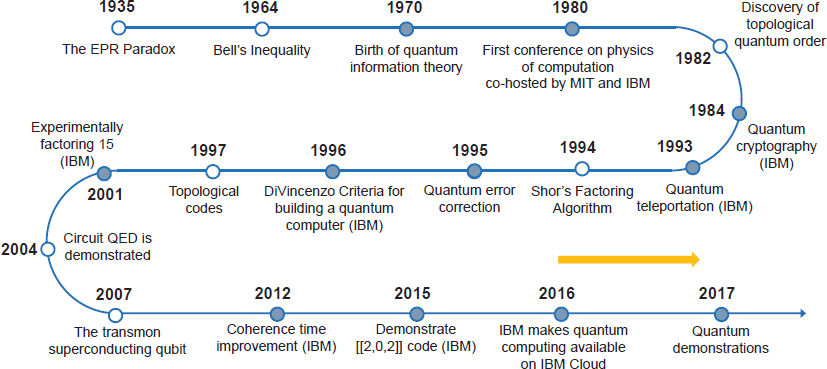 1935
The EPR Paradox
1964
Bell's Inequality
1970
Birth of quantum
information theory
1980
First conference on physics
of computation
co-hosted by MIT and IBM
Discovery of
topological
quantum order
1982
1984
Quantum
cryptography
(IBM)
1993
Quantum
teleportation (IBM)
1994
Shor's Factoring
Algorithm
1995
Quantum error
correction
1996
DiVincenzo Criteria for
building a quantum
computer (IBM)
1997
Topological
codes
Experimentally
factoring 15
(IBM)
2001
2004
Circuit QED is
demonstrated
2007
The transmon
superconducting qubit
2012
Coherence time
improvement (IBM)
2015
Demonstrate
[[2,0,2]] code (IBM)
2016
IBM makes quantum
computing available
on IBM Cloud
2017
Quantum
demonstrations